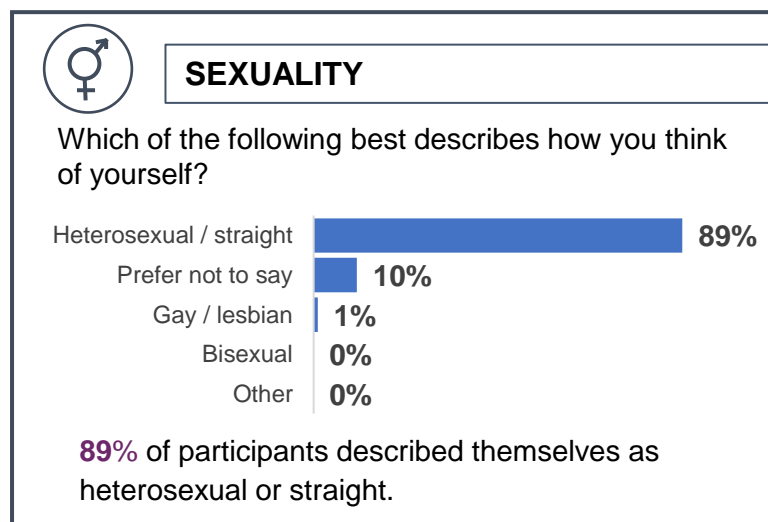 SEXUALITY
Which of the following best describes how you think
of yourself?
Heterosexual / straight 89%
Prefer not to say 10%
Gay / lesbian 1%
Bisexual 0%
Other 0%
89% of participants described themselves as
heterosexual or straight.